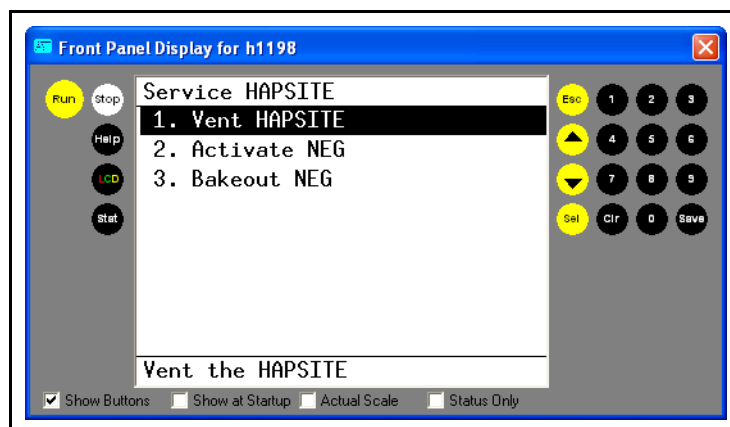 Front Panel Display for h1198
Run Stop Service HAPSITE Esc 1 2 3
1. Vent HAPSITE
Help 2. Activate NEG 4 5 6
LCD 3. Bakeout NEG 7 8 9
Stat Sel Clr 0 Save
Vent the HAPSITE
Show Buttons Show at Startup Actual Scale Status Only